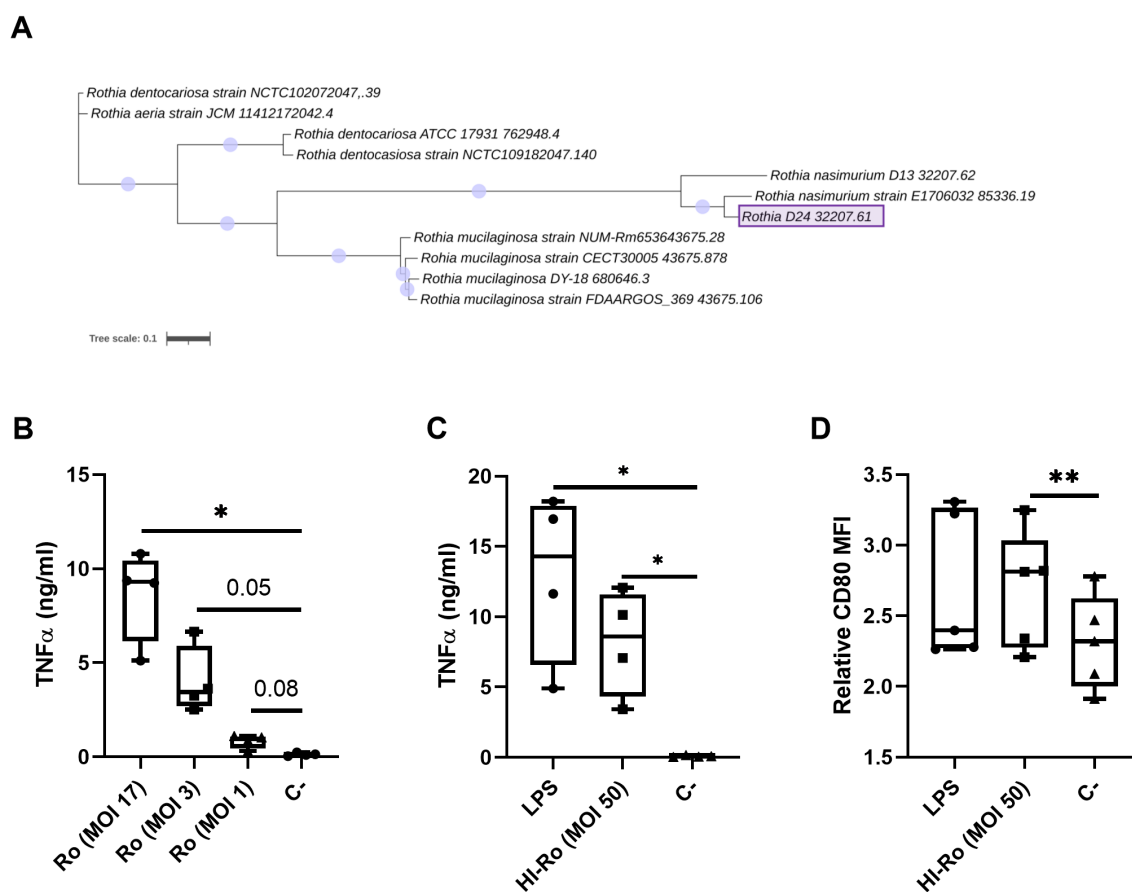 A
Rothia dentocariosa strain NCTC102072047,.39
Rothia aeria strain JCM 11412172042.4
Rothia dentocariosa ATCC 17931 762948.4
Rothia dentocasiosa strain NCTC109182047.140
Rothia nasimurium D13 32207.62
Rothia nasimurium strain E1706032 85336.19
Rothia D24 32207.61
Rothia mucilaginosa strain NUM-Rm653643675.28
Rohia mucilaginosa strain CECT30005 43675.878
Rothia mucilaginosa DY-18 680646.3
Rothia mucilaginosa strain FDAARGOS_369 43675.106
Tree scale: 0.1
B
TNFα (ng/ml)
15
10
5
0
*
0.05
0.08
Ro (MOI 17)
Ro (MOI 3)
Ro (MOI 1)
C-
C
TNFα (ng/ml)
20
15
10
5
0
*
*
LPS
HI-Ro (MOI 50)
C-
D
Relative CD80 MFI
3.5
3.0
2.5
2.0
1.5
**
LPS
HI-Ro (MOI 50)
C-